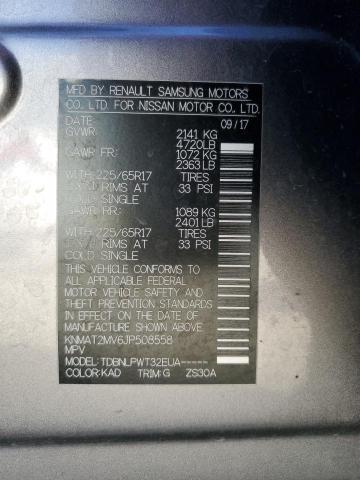 MFD BY RENAULT SAMSUNG MOTORS
CO. LTD. FOR NISSAN MOTOR CO., LTD.
DATE: 09/17
GVWR: 2141 KG
4720LB
GAWR FR: 1072 KG
2363LB
WITH 225/65R17 TIRES
RIMS AT 33 PSI
COLD SINGLE
GAWR RR: 1089 KG
2401 LB
WITH 225/65R17 TIRES
RIMS AT 33 PSI
COLD SINGLE
THIS VEHICLE CONFORMS TO
ALL APPLICABLE FEDERAL
MOTOR VEHICLE SAFETY AND
THEFT PREVENTION STANDARDS
IN EFFECT ON THE DATE OF
MANUFACTURE SHOWN ABOVE.
KNMAT2MV6JP508558
MPV
MODEL: TDBNLPWT32EUA-----
COLOR:KAD TRIM:G ZS30A